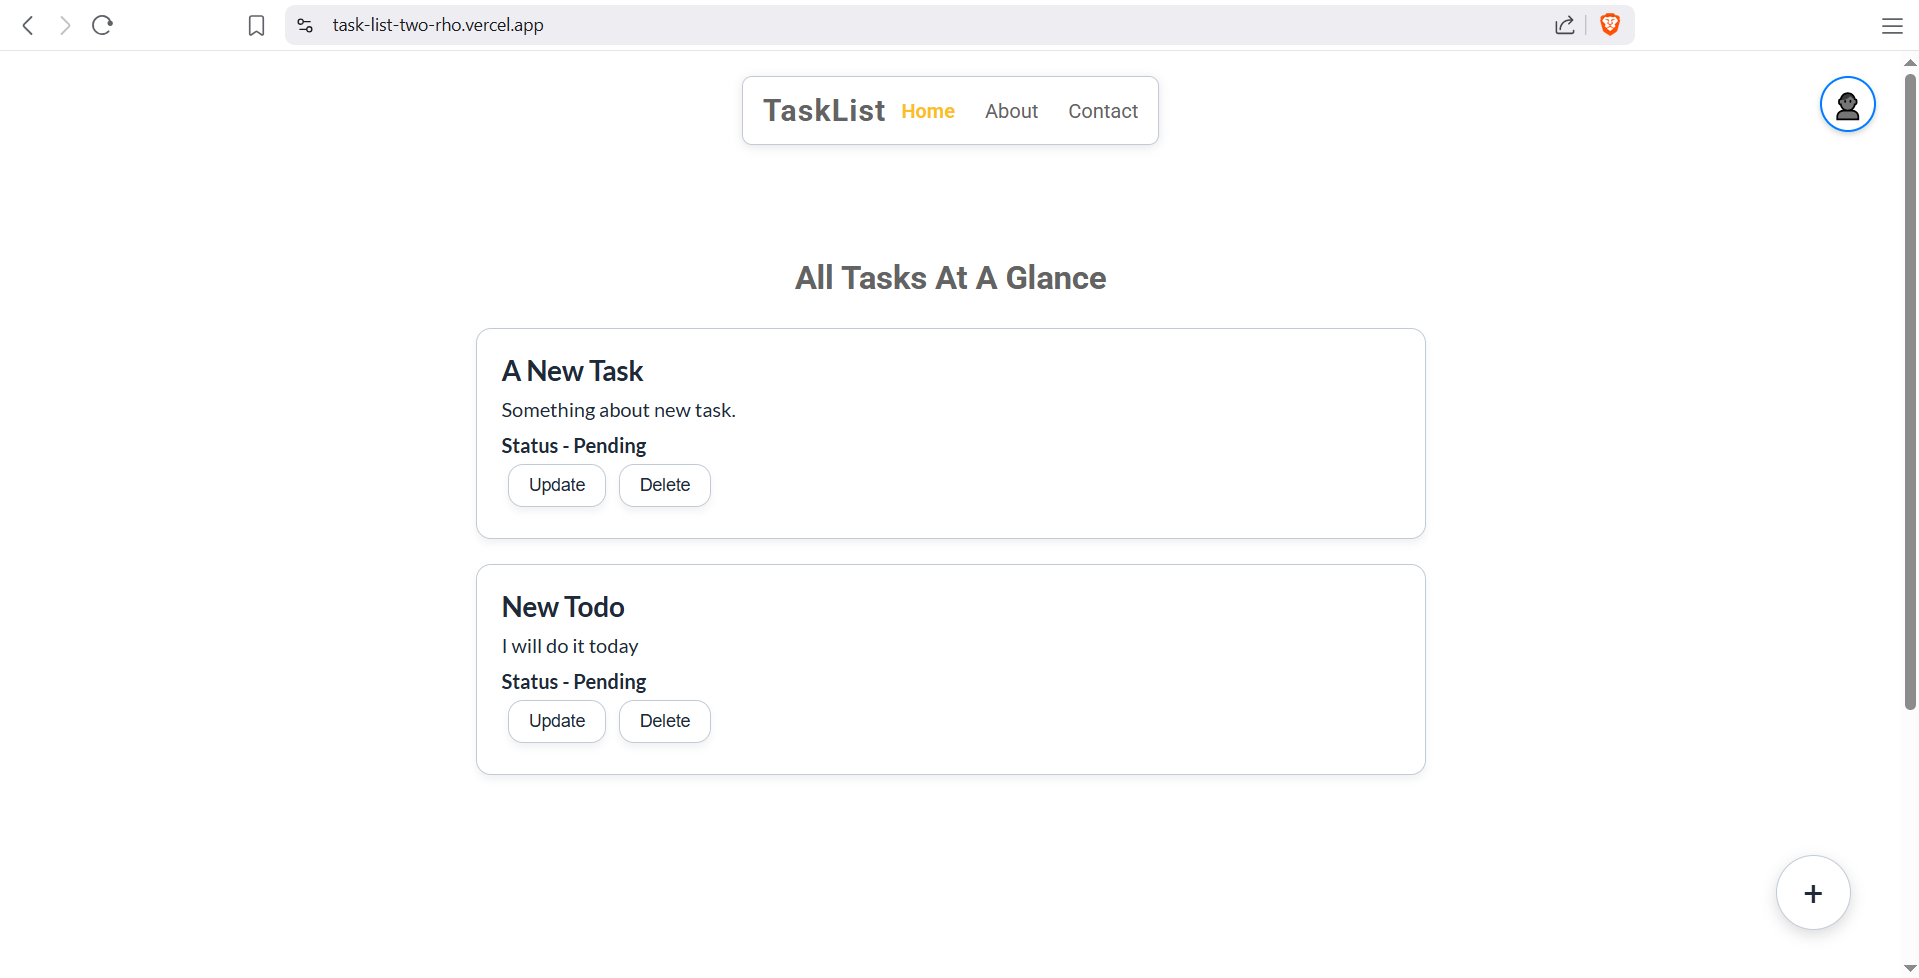 task-list-two-rho.vercel.app
TaskList Home About Contact
All Tasks At A Glance
A New Task
Something about new task.
Status - Pending
Update Delete
New Todo
I will do it today
Status - Pending
Update Delete
+